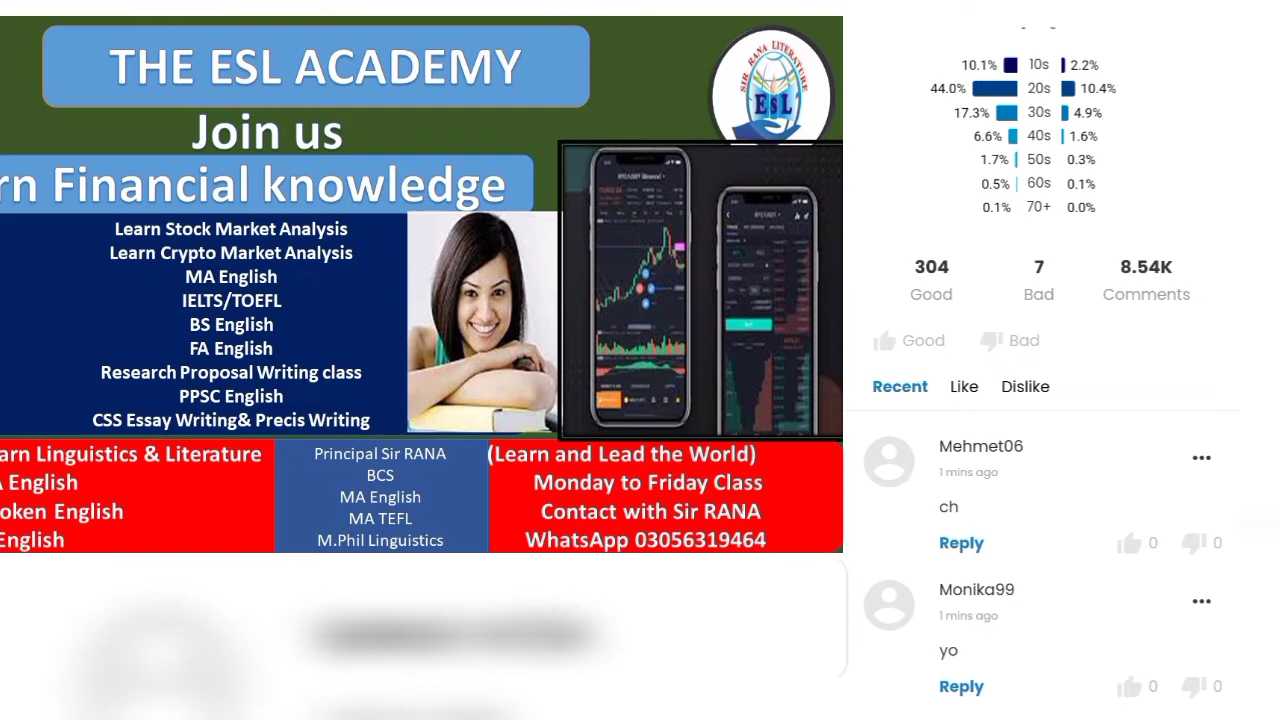 THE ESL ACADEMY
SIR RANA LITERATURE
ESL
Join us
rn Financial knowledge
Learn Stock Market Analysis
Learn Crypto Market Analysis
MA English
IELTS/TOEFL
BS English
FA English
Research Proposal Writing class
PPSC English
CSS Essay Writing& Precis Writing
arn Linguistics & Literature
A English
oken English
English
Principal Sir RANA
BCS
MA English
MA TEFL
M.Phil Linguistics
(Learn and Lead the World)
Monday to Friday Class
Contact with Sir RANA
WhatsApp 03056319464
10.1% 10s 2.2%
44.0% 20s 10.4%
17.3% 30s 4.9%
6.6% 40s 1.6%
1.7% 50s 0.3%
0.5% 60s 0.1%
0.1% 70+ 0.0%
304 7 8.54K
Good Bad Comments
Good Bad
Recent Like Dislike
Mehmet06
1 mins ago
ch
Reply 0 0
Monika99
1 mins ago
yo
Reply 0 0